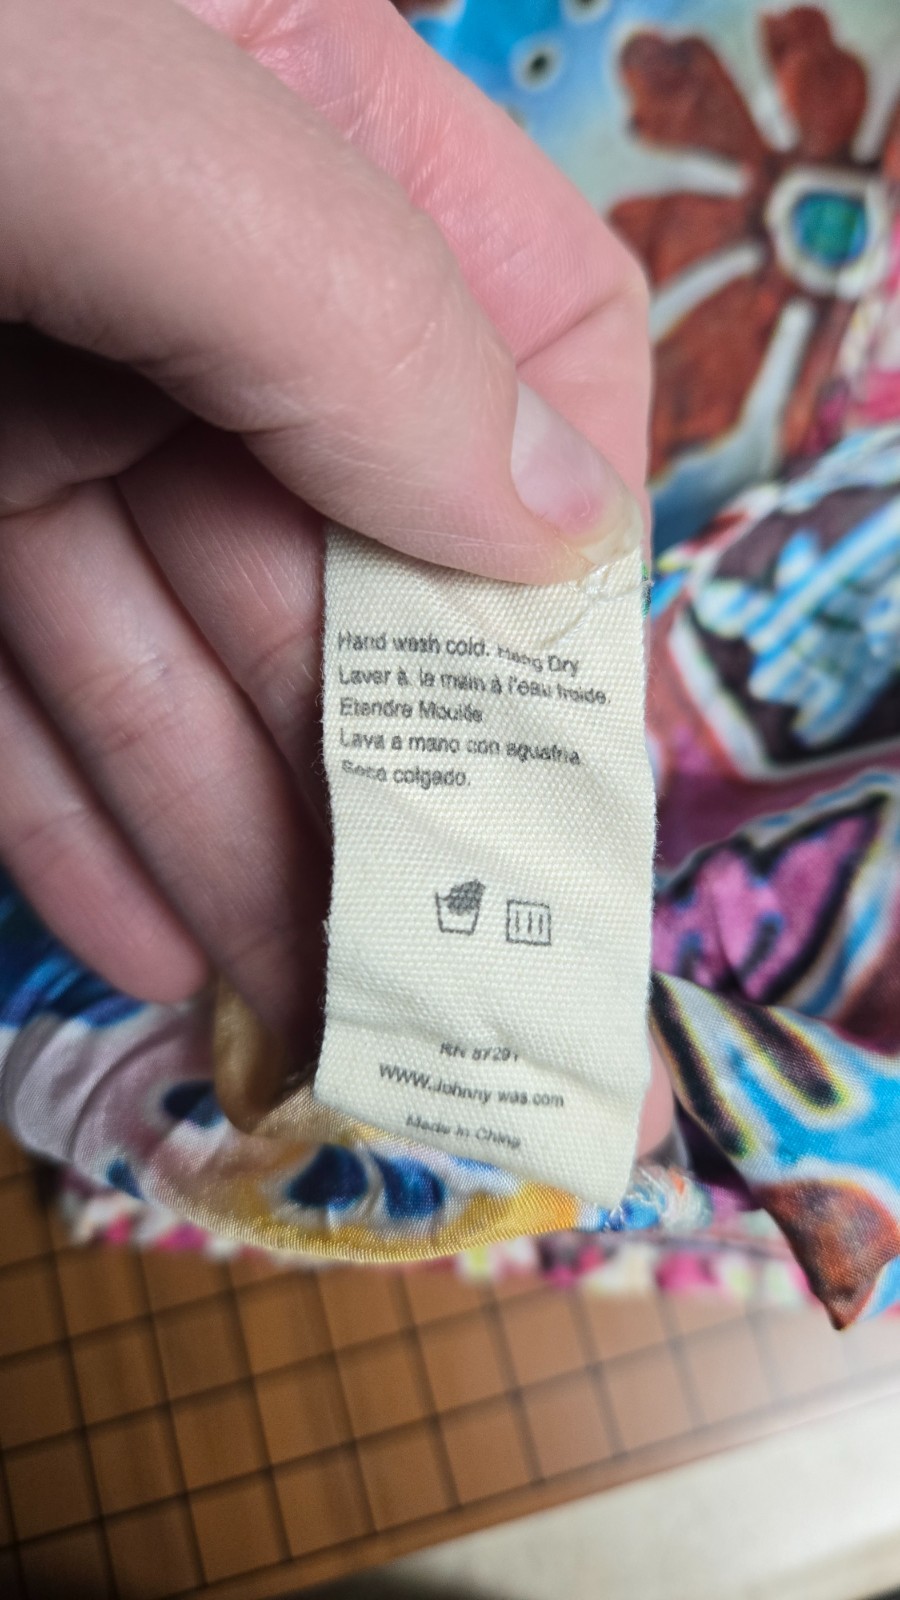 Hand wash cold. Hang Dry
Laver à la main à l'eau froide.
Etendre Mouillé
Lava a mano con aguafria
Seca colgado.
RN 87291
www.Johnny was.com
Made in China